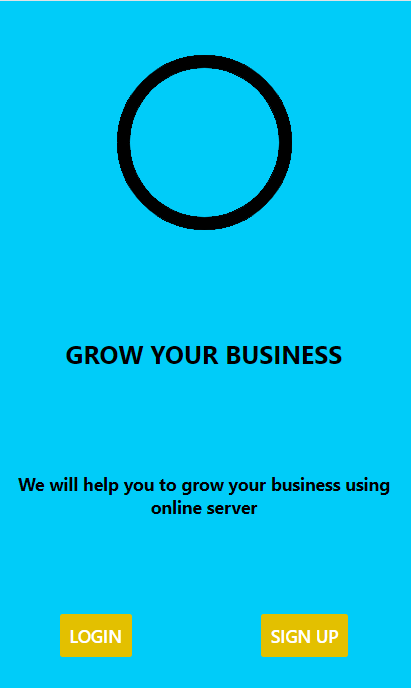 GROW YOUR BUSINESS
We will help you to grow your business using
online server
LOGIN
SIGN UP